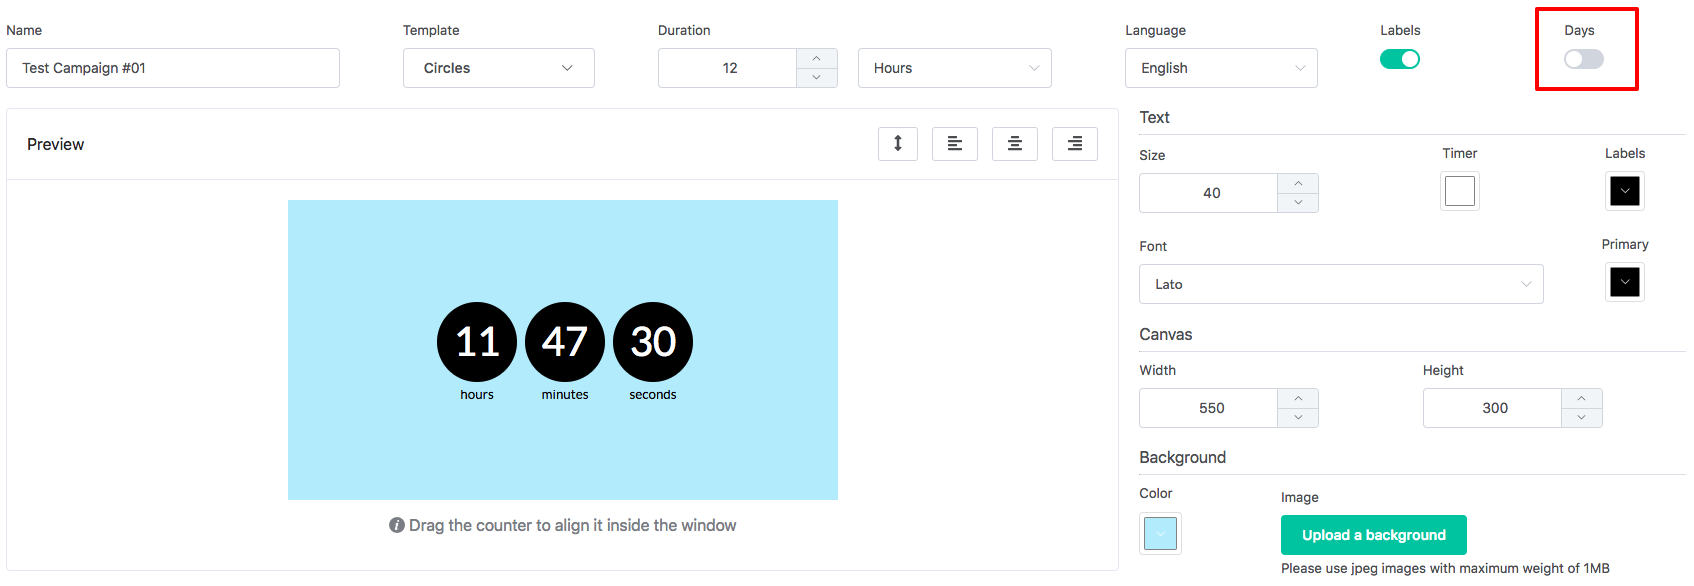 Name
Template
Duration
Language
Labels
Days
Test Campaign #01
Circles
12
Hours
English
Preview
Text
Size
Timer
Labels
40
Font
Primary
Lato
11 47 30
hours minutes seconds
Drag the counter to align it inside the window
Canvas
Width
Height
550
300
Background
Color
Image
Upload a background
Please use jpeg images with maximum weight of 1MB